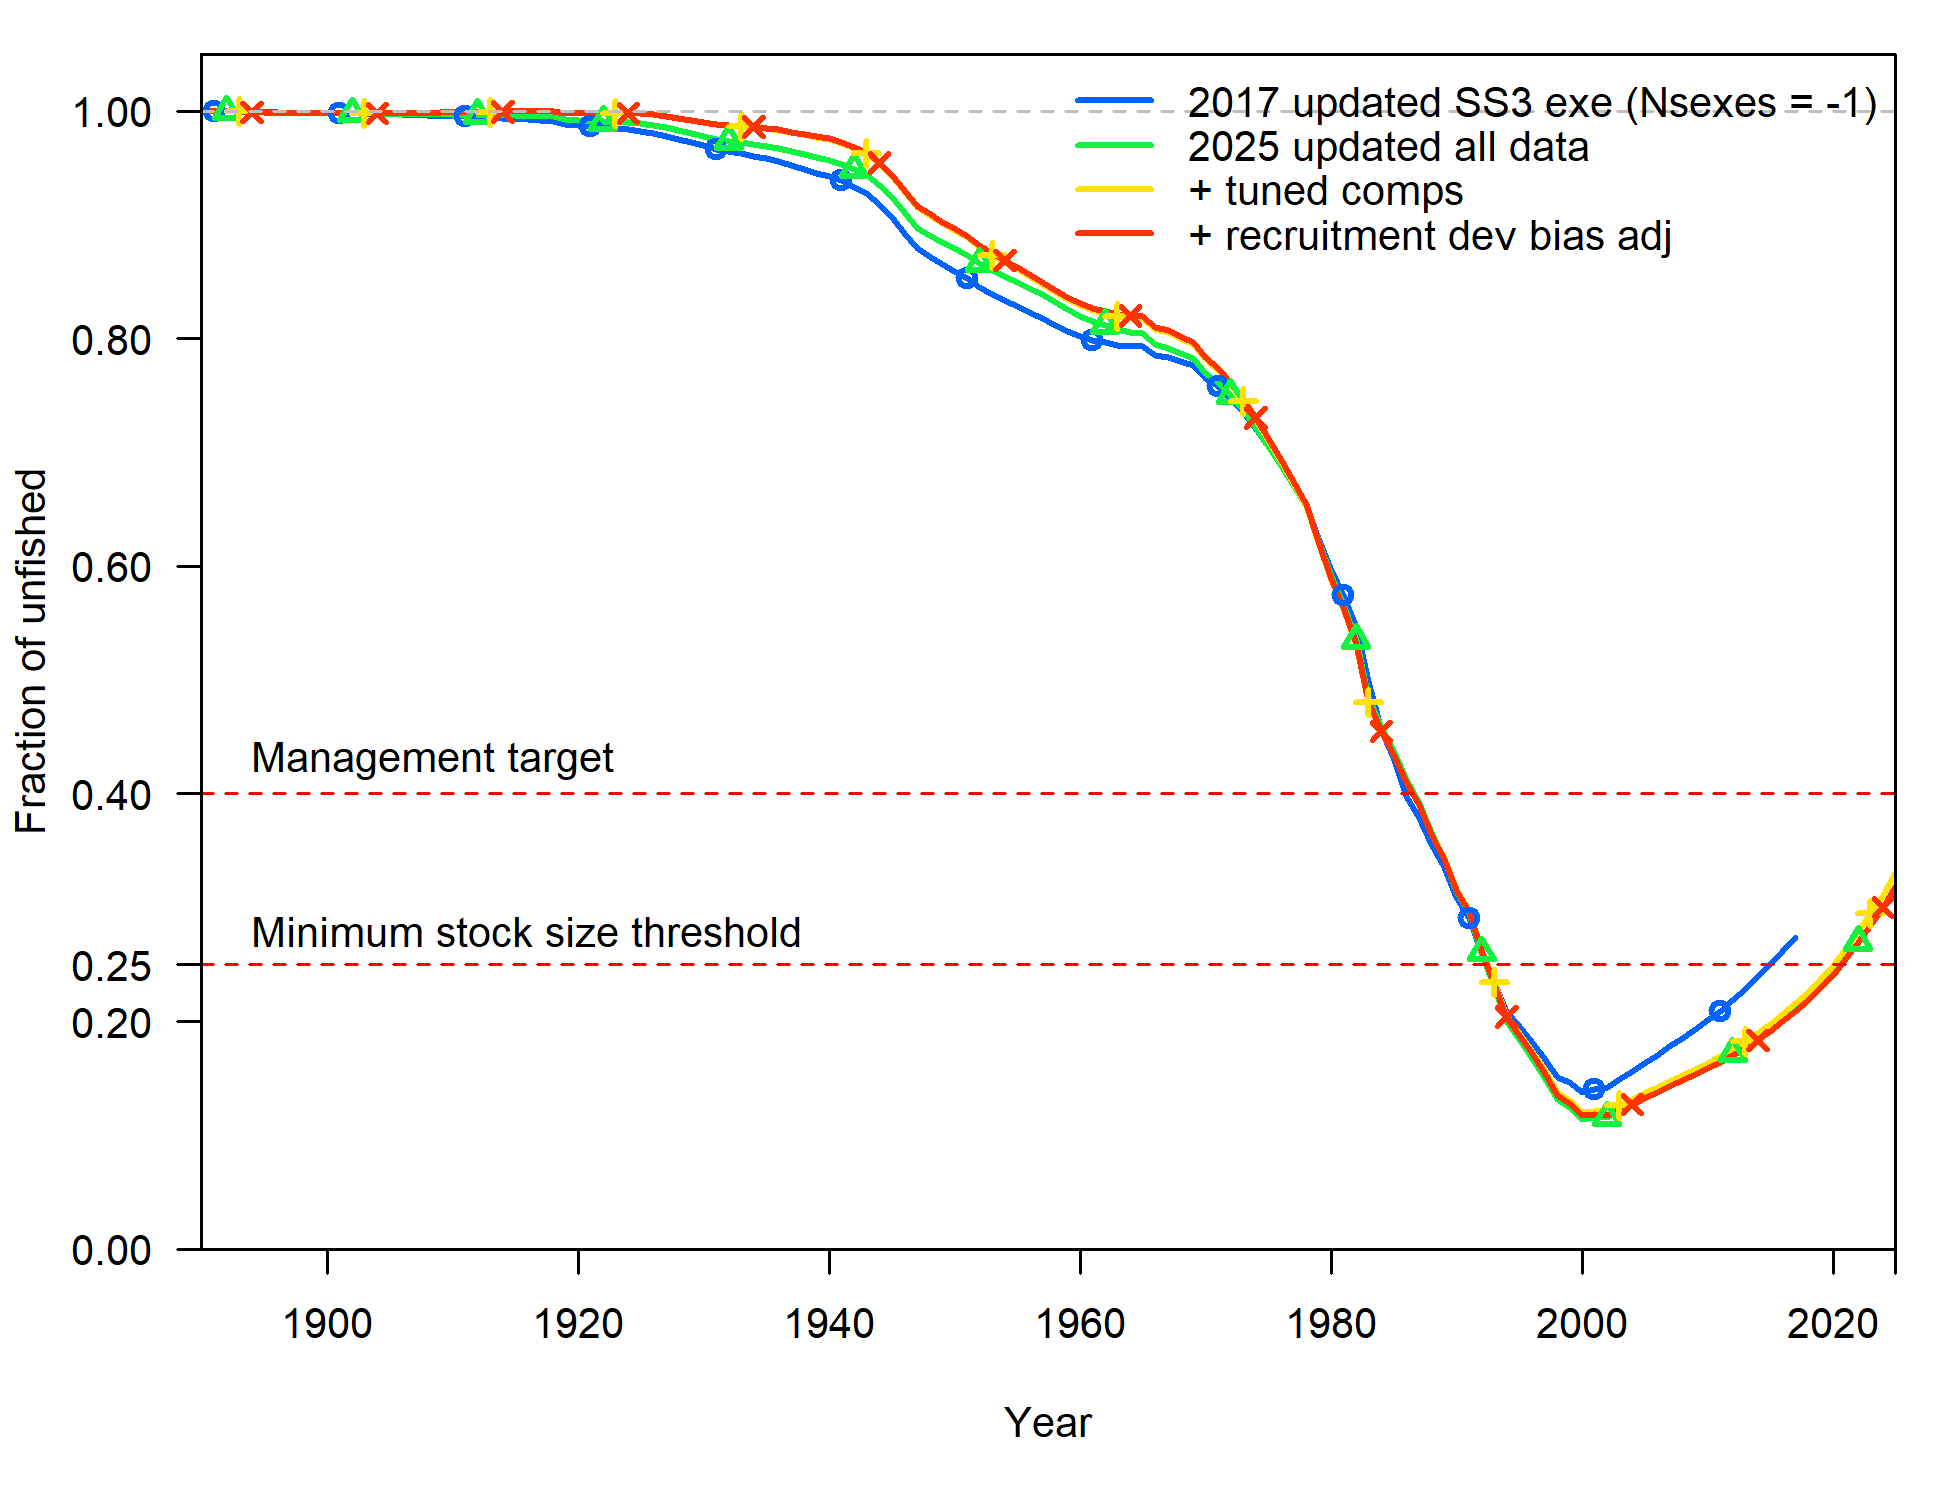 2017 updated SS3 exe (Nsexes = -1)
2025 updated all data
+ tuned comps
+ recruitment dev bias adj
Fraction of unfished
1.00
0.80
0.60
0.40
0.25
0.20
0.00
Management target
Minimum stock size threshold
1900
1920
1940
1960
1980
2000
2020
Year